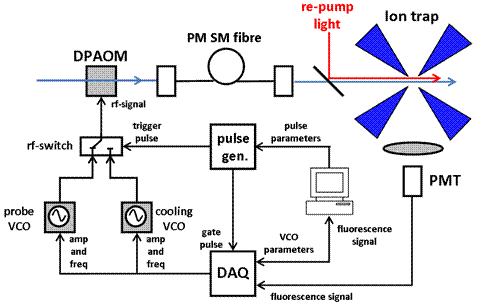 re-pump
light
Ion trap
PM SM fibre
DPAOM
rf-signal
rf-switch
trigger
pulse
pulse
gen.
pulse
parameters
PMT
probe
VCO
cooling
VCO
amp
and
freq
amp
and
freq
gate
pulse
VCO
parameters
fluorescence
signal
DAQ
fluorescence signal